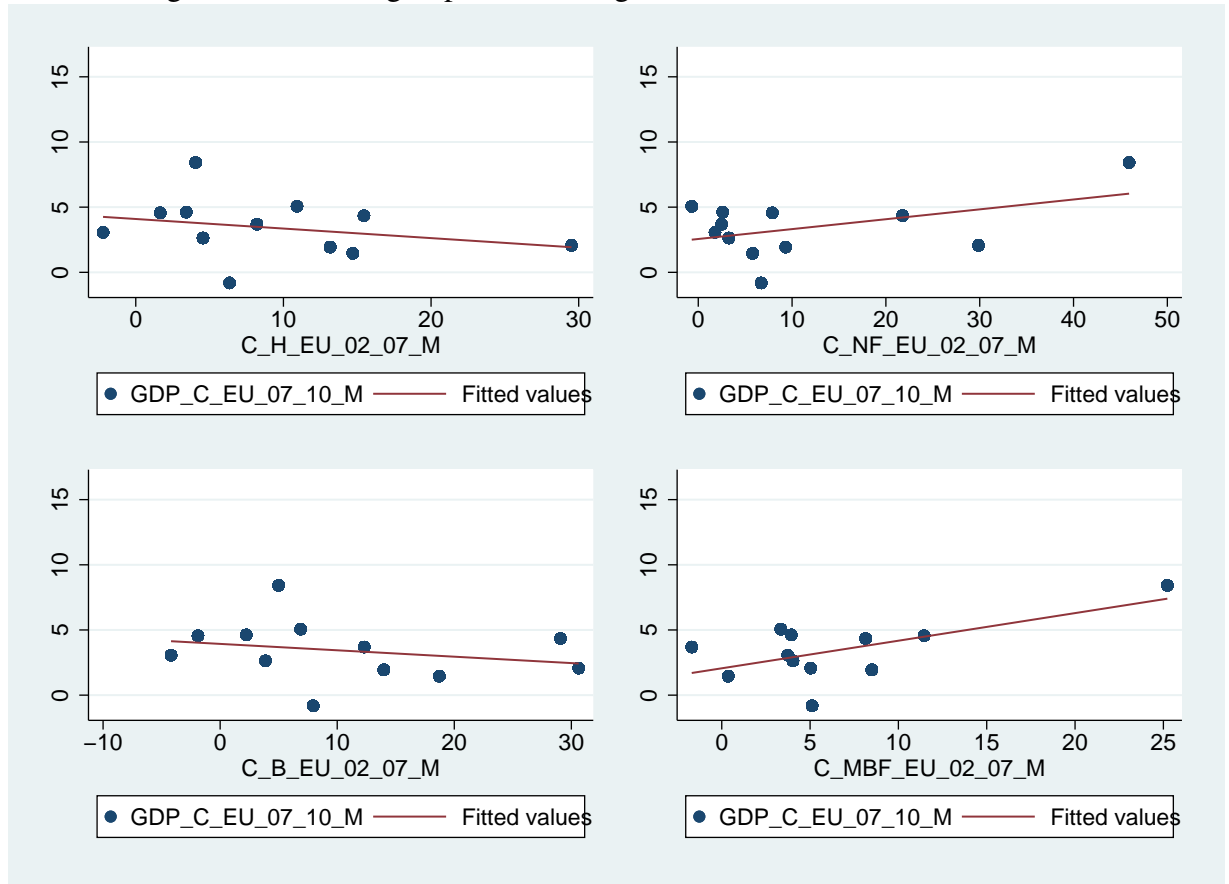 15
10
5
0
0 10 20 30
C_H_EU_02_07_M
GDP_C_EU_07_10_M Fitted values
15
10
5
0
0 10 20 30 40 50
C_NF_EU_02_07_M
GDP_C_EU_07_10_M Fitted values
15
10
5
0
−10 0 10 20 30
C_B_EU_02_07_M
GDP_C_EU_07_10_M Fitted values
15
10
5
0
0 5 10 15 20 25
C_MBF_EU_02_07_M
GDP_C_EU_07_10_M Fitted values